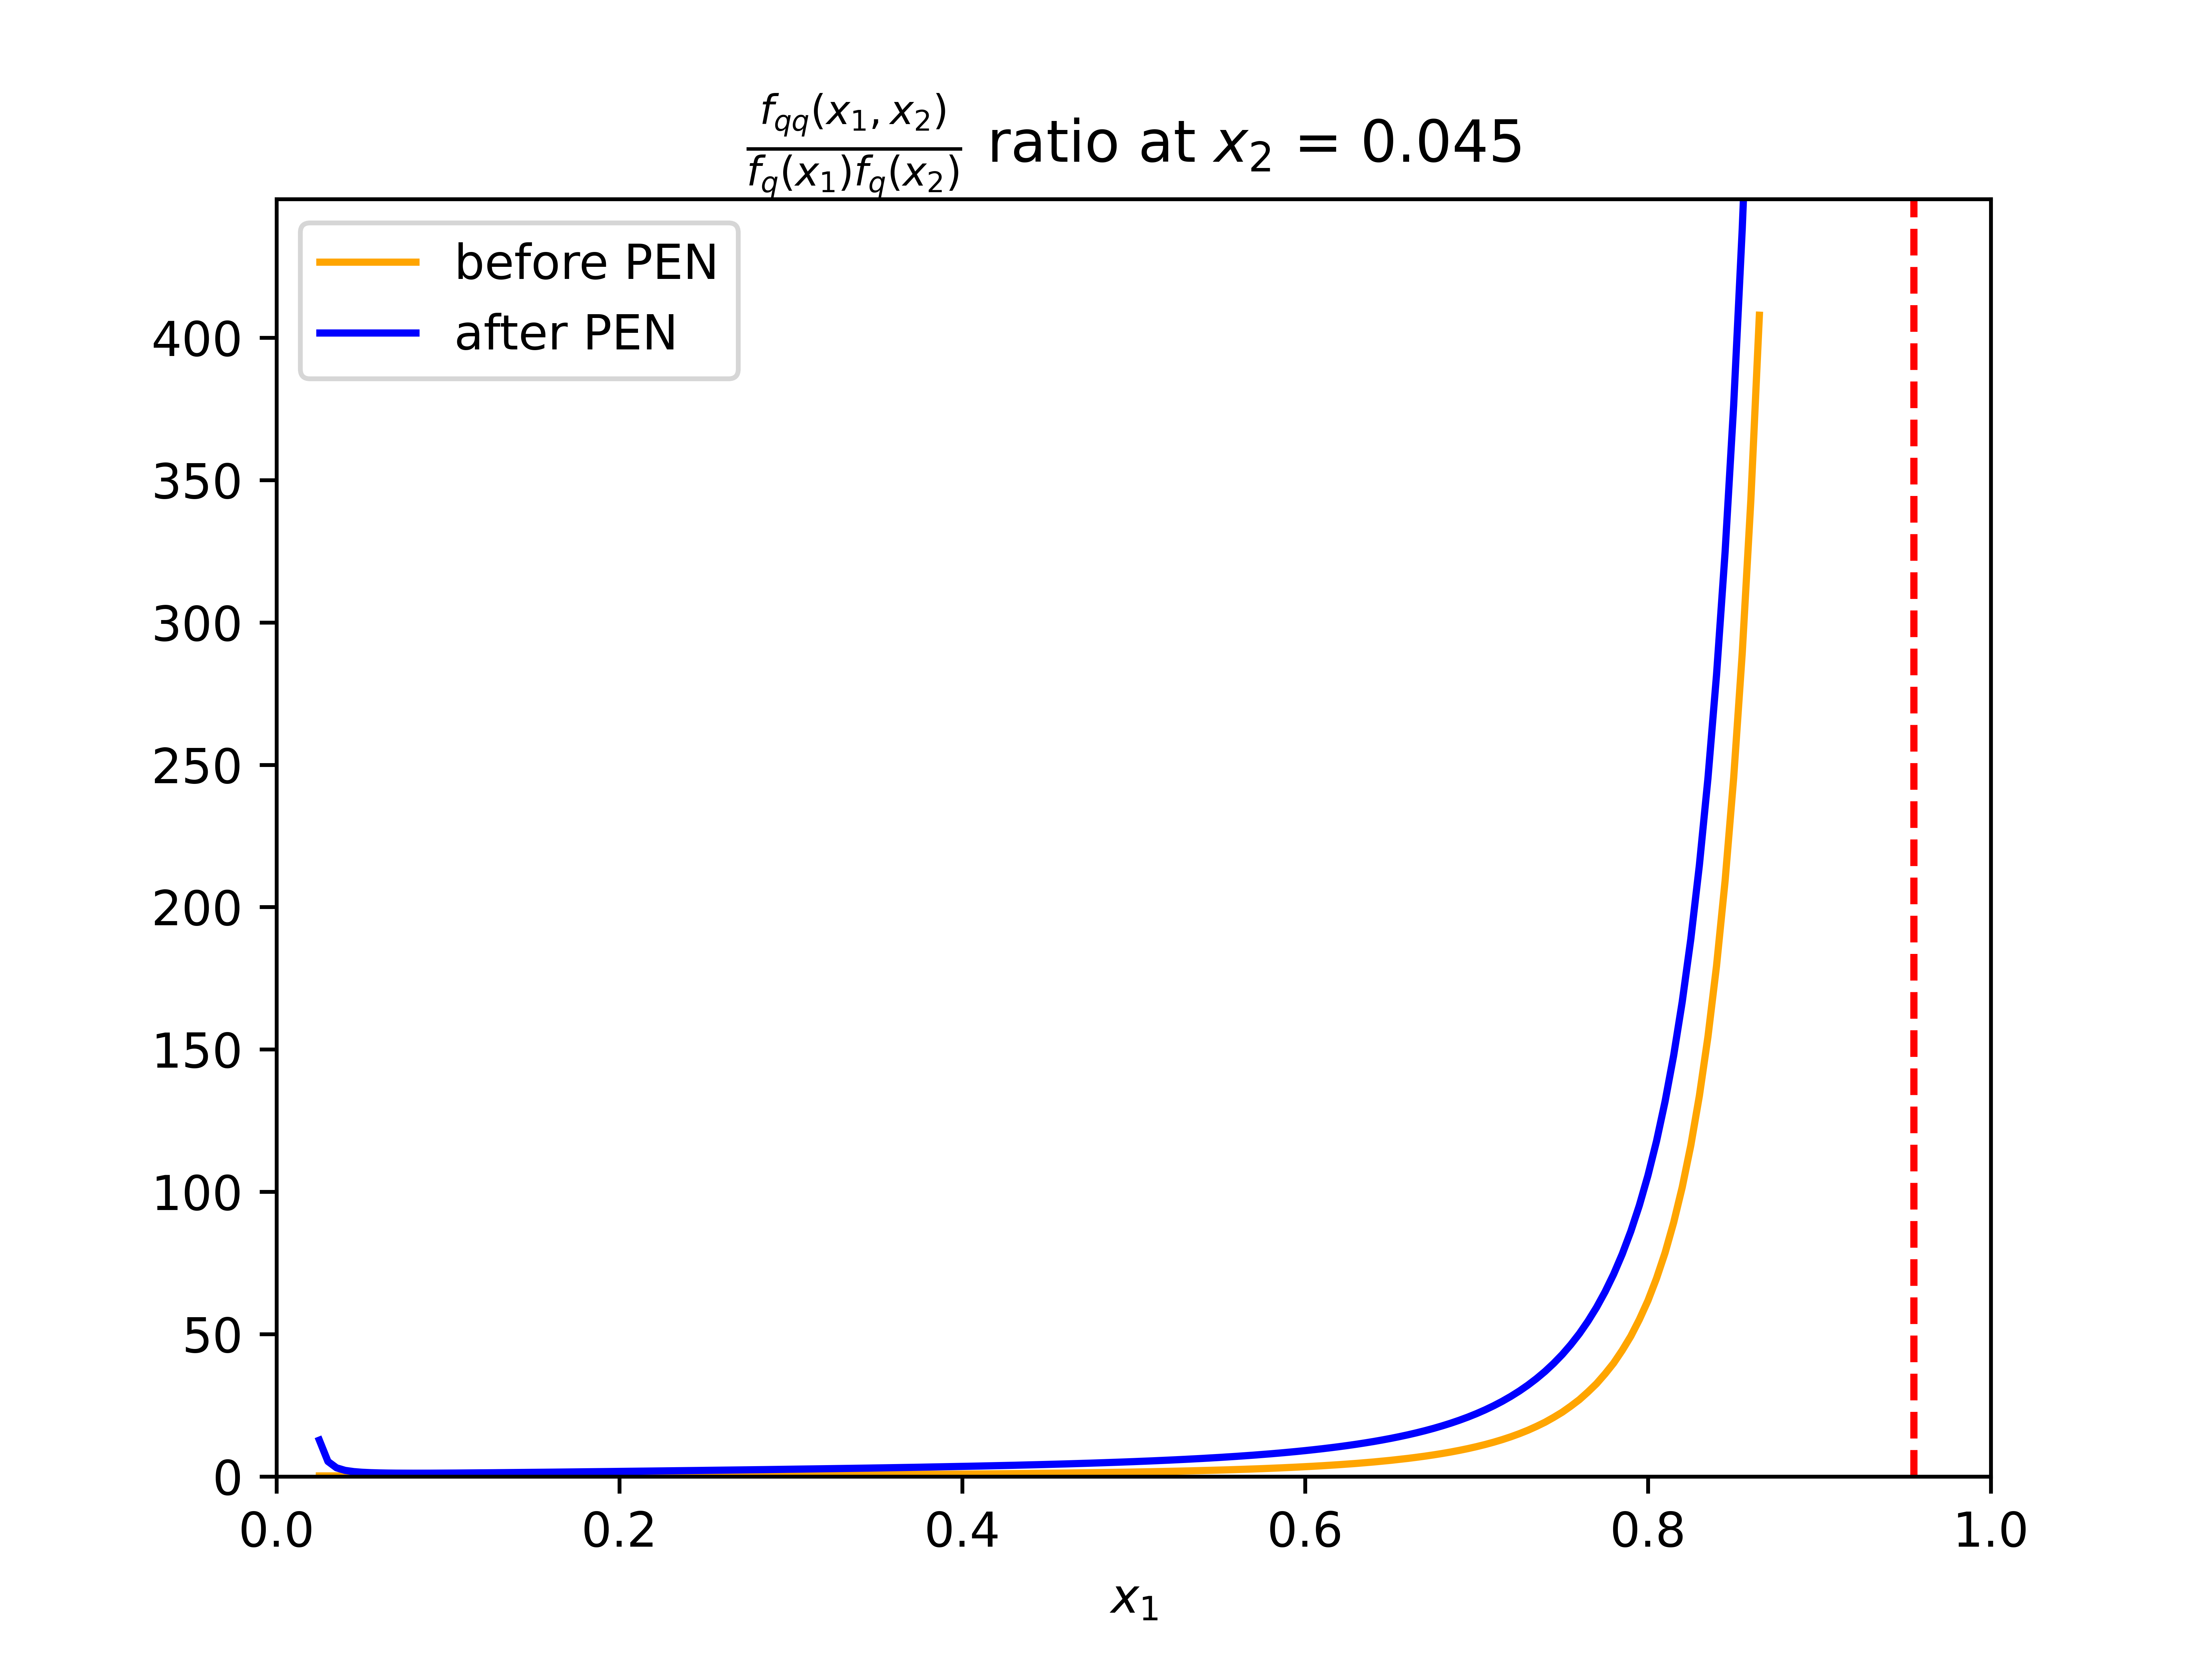 f_qq(x_1, x_2)
f_q(x_1)f_q(x_2) ratio at x_2 = 0.045
before PEN
after PEN
400
350
300
250
200
150
100
50
0
0.0 0.2 0.4 0.6 0.8 1.0
x_1